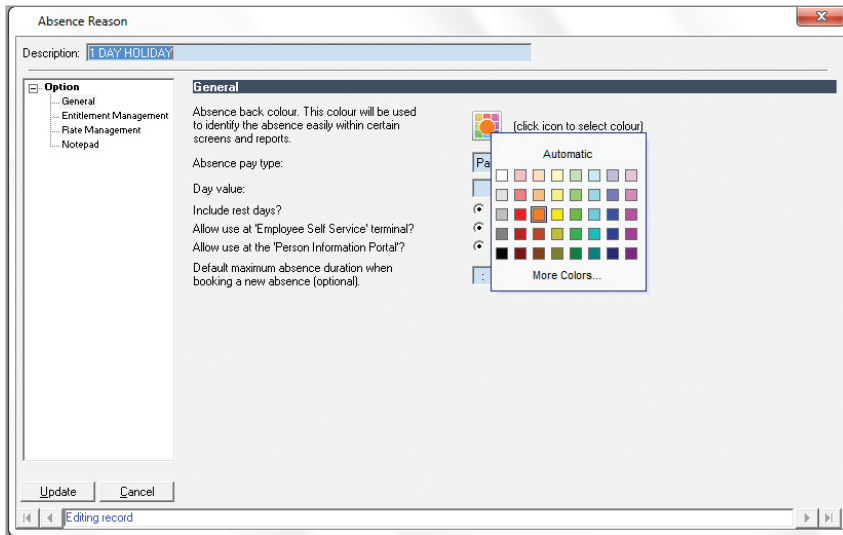 Absence Reason
Description: 1 DAY HOLIDAY
Option
General
Entitlement Management
Rate Management
Notepad
General
Absence back colour. This colour will be used
to identify the absence easily within certain
screens and reports.
(click icon to select colour)
Automatic
More Colors...
Absence pay type:
Pa
Day value:
Include rest days?
Allow use at 'Employee Self Service' terminal?
Allow use at the 'Person Information Portal'?
Default maximum absence duration when
booking a new absence (optional).
:
Update
Cancel
Editing record